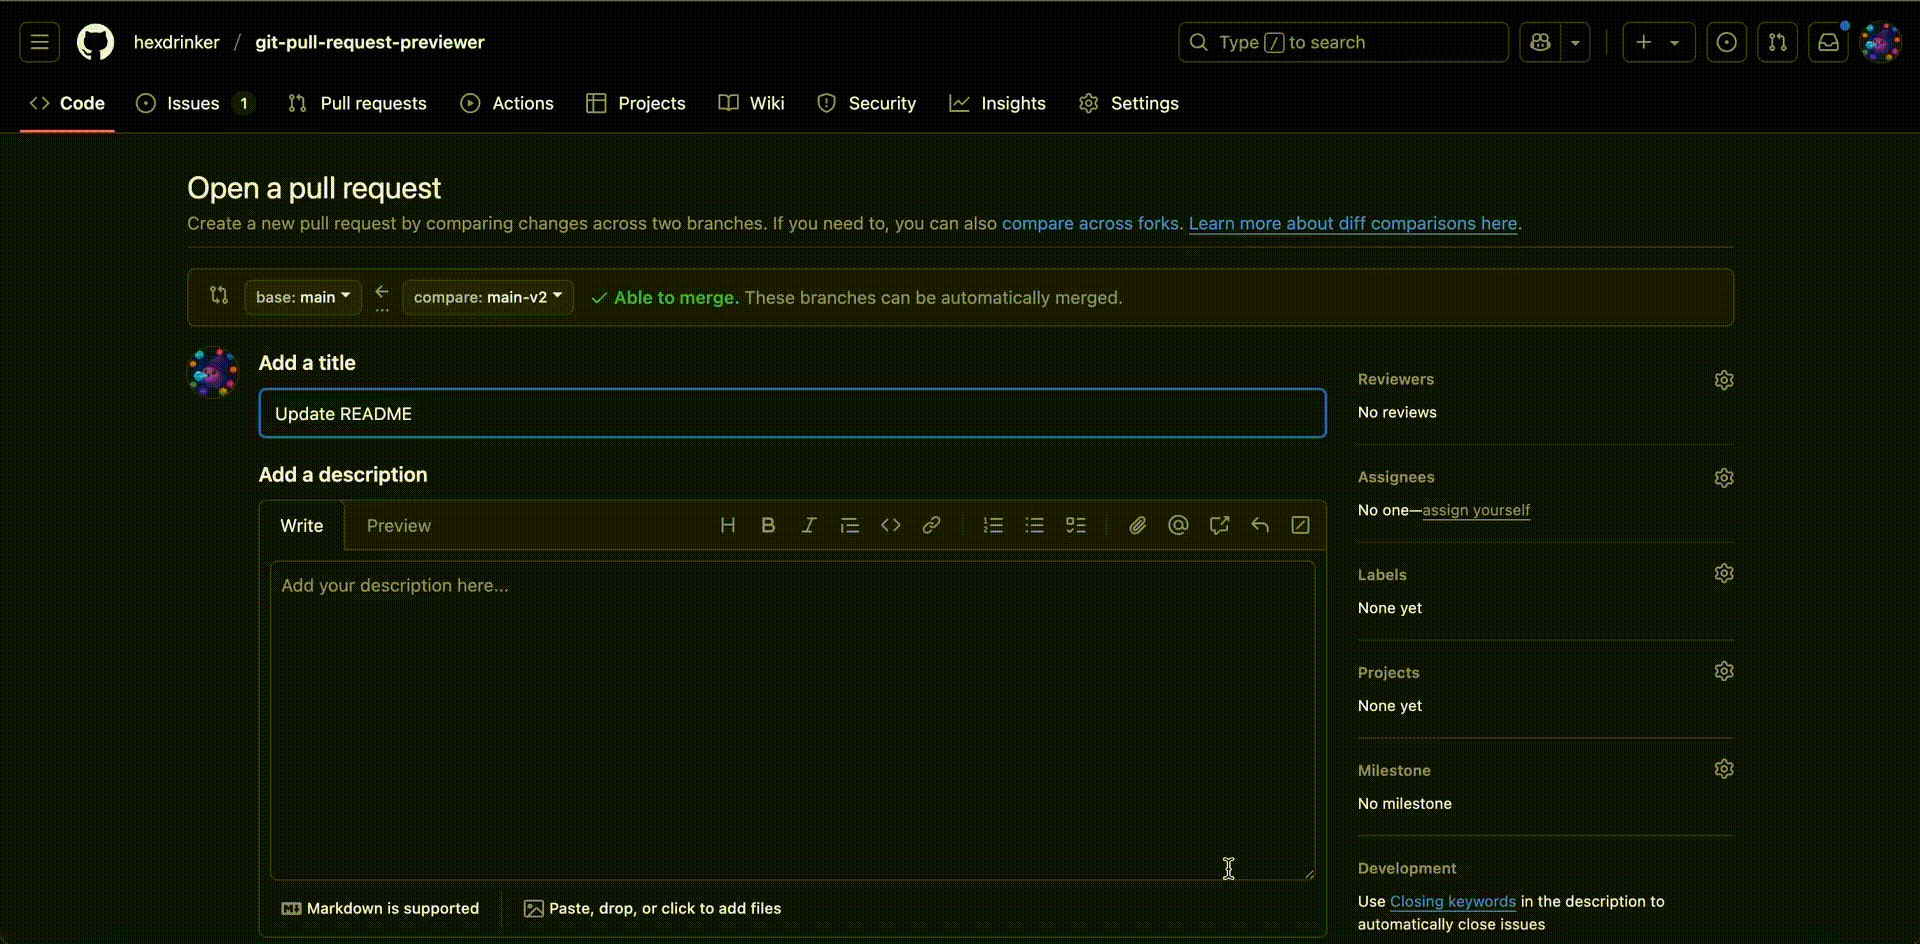 hexdrinker / git-pull-request-previewer
Type / to search
Code Issues 1 Pull requests Actions Projects Wiki Security Insights Settings
Open a pull request
Create a new pull request by comparing changes across two branches. If you need to, you can also compare across forks. Learn more about diff comparisons here.
base: main ← compare: main-v2 Able to merge. These branches can be automatically merged.
Add a title
Update README
Add a description
Write Preview
Add your description here...
Markdown is supported Paste, drop, or click to add files
Reviewers
No reviews
Assignees
No one—assign yourself
Labels
None yet
Projects
None yet
Milestone
No milestone
Development
Use Closing keywords in the description to
automatically close issues